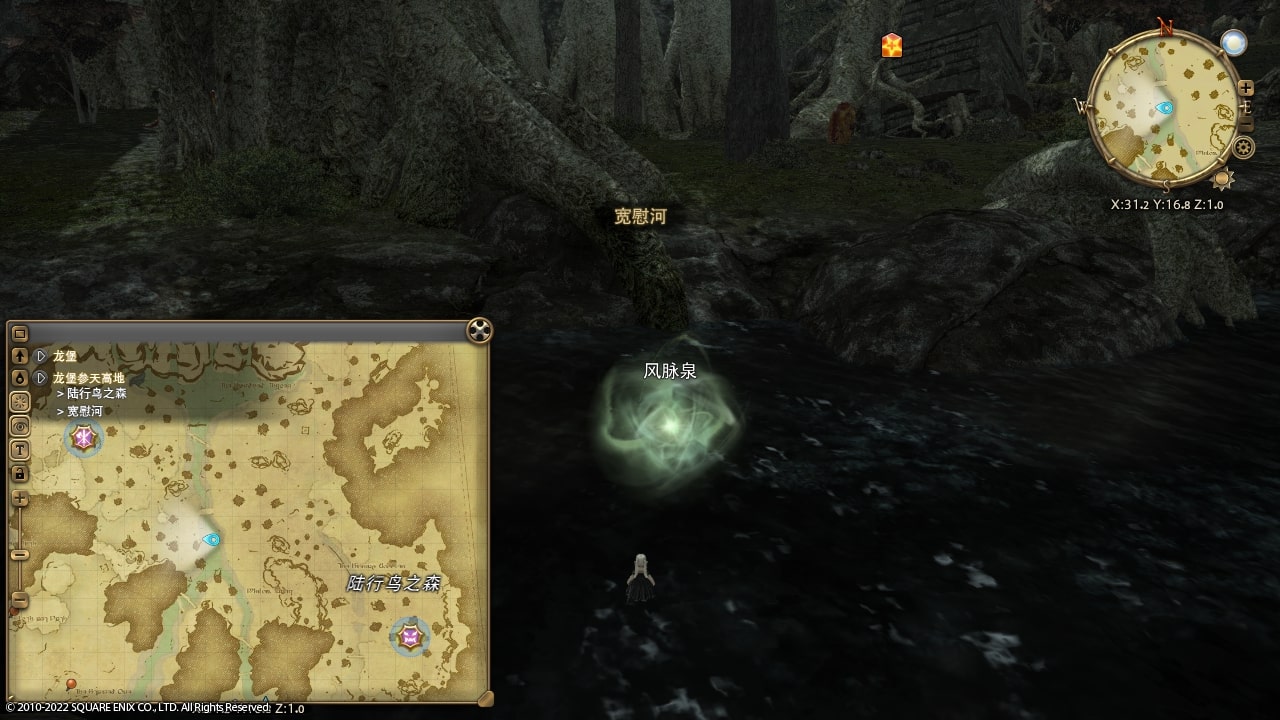 N
W
E
S
X:31.2 Y:16.8 Z:1.0
宽慰河
风脉泉
龙堡
龙堡参天高地
> 陆行鸟之森
> 宽慰河
T
陆行鸟之森
© 2010-2022 SQUARE ENIX CO., LTD. All Rights Reserved. Z:1.0